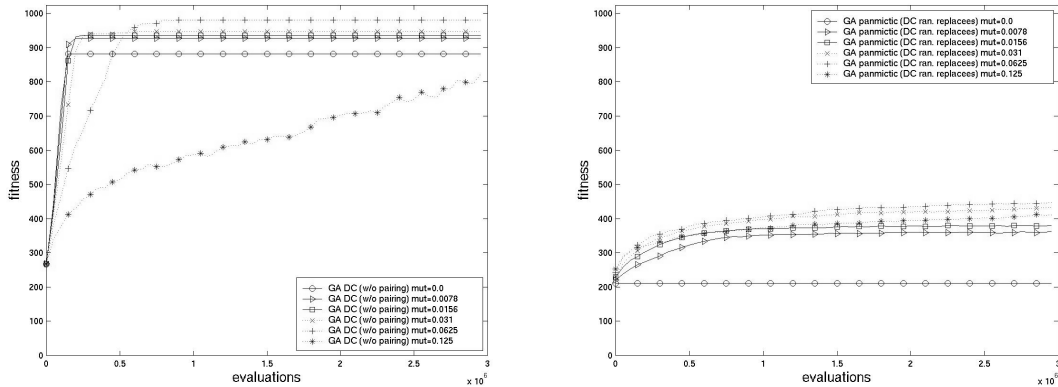 1000
900
800
700
600
500
400
300
200
100
0
fitness
0 0.5 1 1.5 2 2.5 3
evaluations
x 10^6
GA DC (w/o pairing) mut=0.0
GA DC (w/o pairing) mut=0.0078
GA DC (w/o pairing) mut=0.0156
GA DC (w/o pairing) mut=0.031
GA DC (w/o pairing) mut=0.0625
GA DC (w/o pairing) mut=0.125
1000
900
800
700
600
500
400
300
200
100
0
fitness
0 0.5 1 1.5 2 2.5 3
evaluations
x 10^6
GA panmictic (DC ran. replacees) mut=0.0
GA panmictic (DC ran. replacees) mut=0.0078
GA panmictic (DC ran. replacees) mut=0.0156
GA panmictic (DC ran. replacees) mut=0.031
GA panmictic (DC ran. replacees) mut=0.0625
GA panmictic (DC ran. replacees) mut=0.125